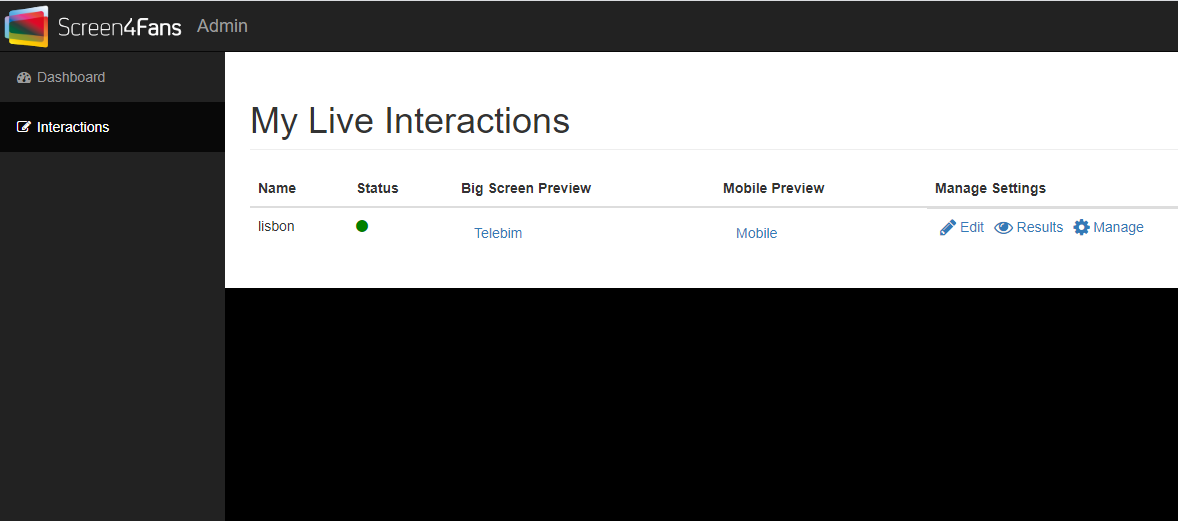 Screen4Fans Admin
Dashboard
Interactions
My Live Interactions
Name Status Big Screen Preview Mobile Preview Manage Settings
lisbon Telebim Mobile Edit Results Manage